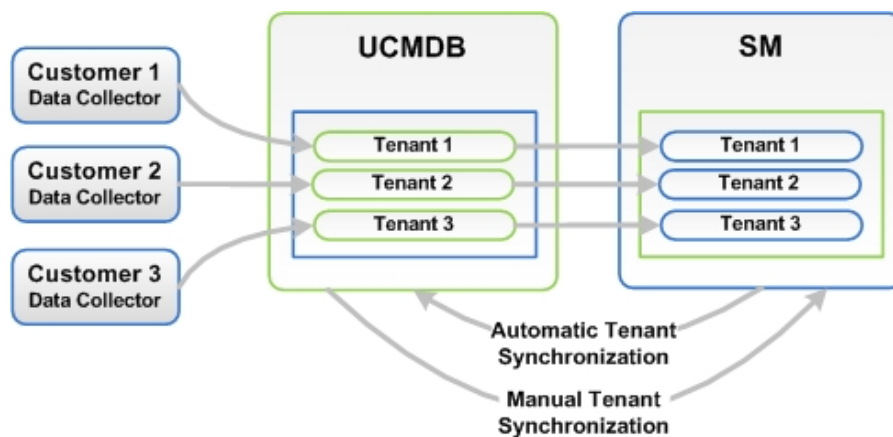 UCMDB
SM
Customer 1
Data Collector
Customer 2
Data Collector
Customer 3
Data Collector
Tenant 1
Tenant 2
Tenant 3
Tenant 1
Tenant 2
Tenant 3
Automatic Tenant
Synchronization
Manual Tenant
Synchronization